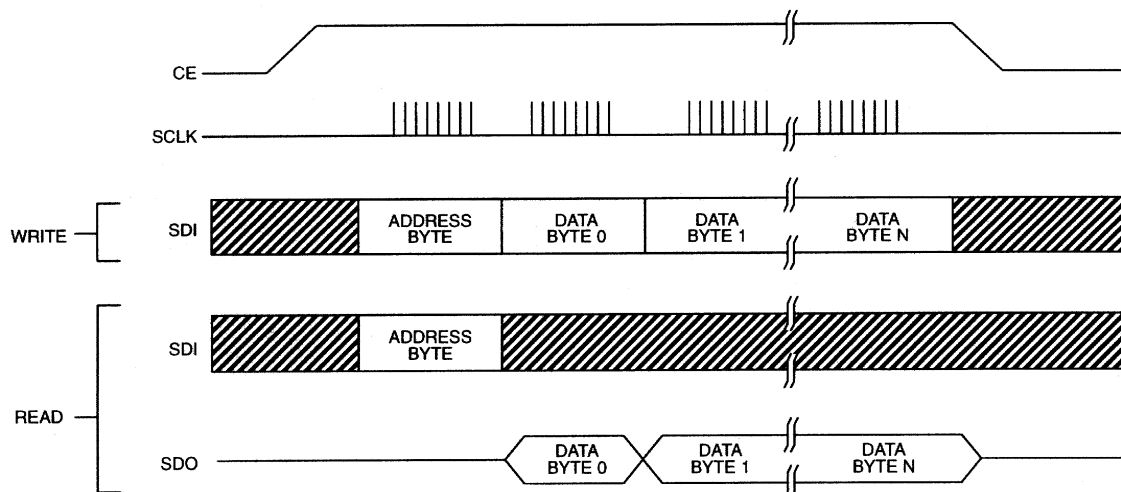 CE
SCLK
WRITE
SDI
ADDRESS
BYTE
DATA
BYTE 0
DATA
BYTE 1
DATA
BYTE N
READ
SDI
ADDRESS
BYTE
SDO
DATA
BYTE 0
DATA
BYTE 1
DATA
BYTE N